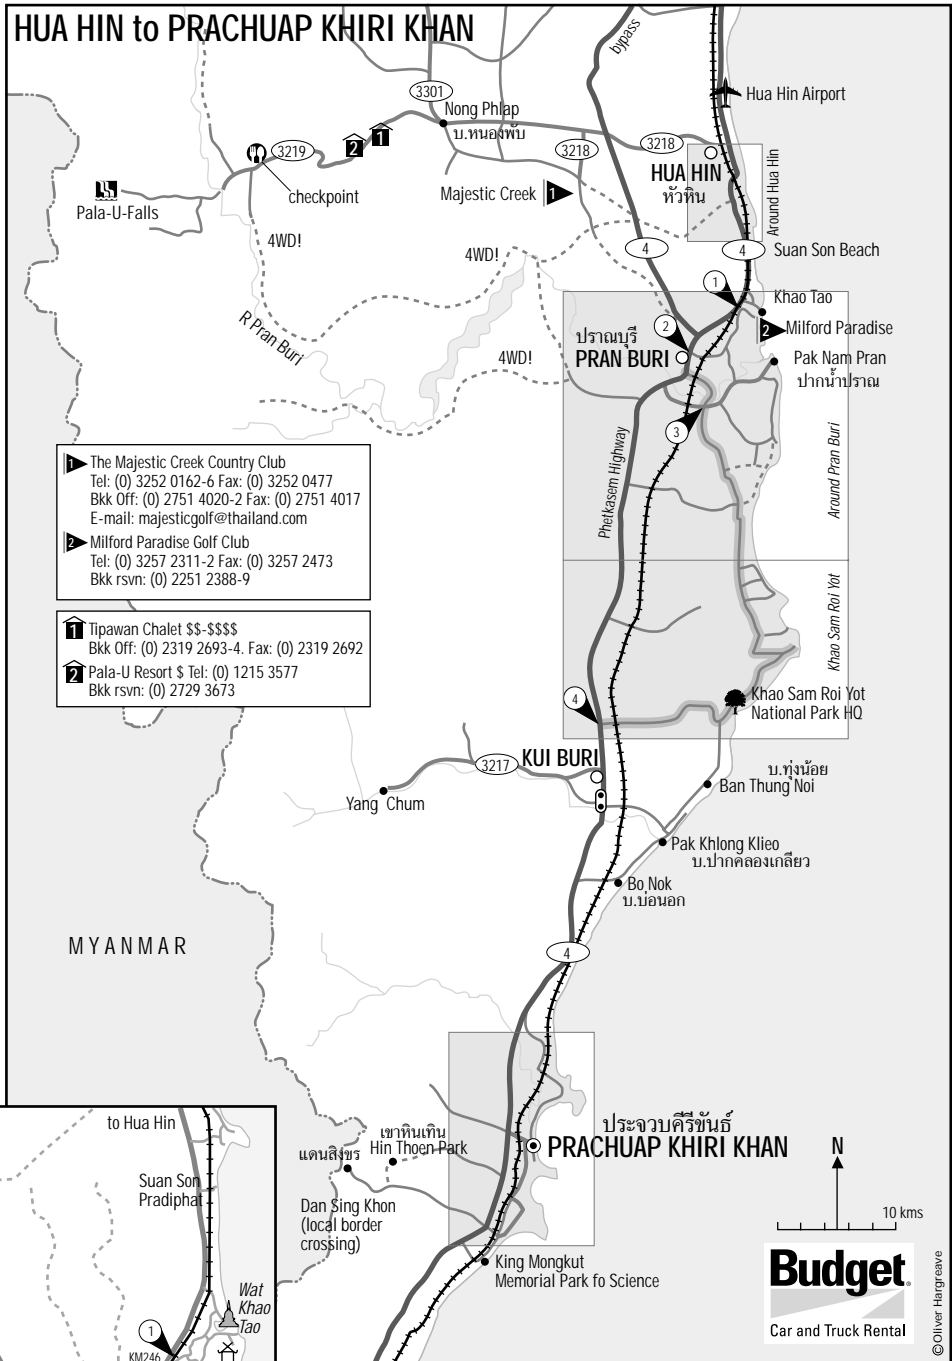 HUA HIN to PRACHUAP KHIRI KHAN
bypass
3301
Hua Hin Airport
Nong Phlap
บ.หนองพับ
3219
2
1
3218
3218
HUA HIN
หัวหิน
Around Hua Hin
checkpoint
Pala-U-Falls
Majestic Creek
1
4WD!
4WD!
4
4
Suan Son Beach
1
Khao Tao
R Pran Buri
2
ปราณบุรี
PRAN BURI
2
Milford Paradise
4WD!
Pak Nam Pran
ปากน้ำปราณ
3
Phetkasem Highway
Around Pran Buri
1 The Majestic Creek Country Club
Tel: (0) 3252 0162-6 Fax: (0) 3252 0477
Bkk Off: (0) 2751 4020-2 Fax: (0) 2751 4017
E-mail: majesticgolf@thailand.com
2 Milford Paradise Golf Club
Tel: (0) 3257 2311-2 Fax: (0) 3257 2473
Bkk rsvn: (0) 2251 2388-9
1 Tipawan Chalet $$-$$$$
Bkk Off: (0) 2319 2693-4. Fax: (0) 2319 2692
2 Pala-U Resort $ Tel: (0) 1215 3577
Bkk rsvn: (0) 2729 3673
Khao Sam Roi Yot
4
Khao Sam Roi Yot
National Park HQ
3217
KUI BURI
บ.ทุ่งน้อย
Ban Thung Noi
Yang Chum
Pak Khlong Klieo
บ.ปากคลองเกลียว
Bo Nok
บ.บ่อนอก
MYANMAR
4
ประจวบคีรีขันธ์
PRACHUAP KHIRI KHAN
เขาหินเทิน
Hin Thoen Park
แดนสิงขร
Dan Sing Khon
(local border
crossing)
King Mongkut
Memorial Park fo Science
N
10 kms
to Hua Hin
Suan Son
Pradiphat
Wat
Khao
Tao
1
KM246
Budget
Car and Truck Rental
©Oliver Hargreave